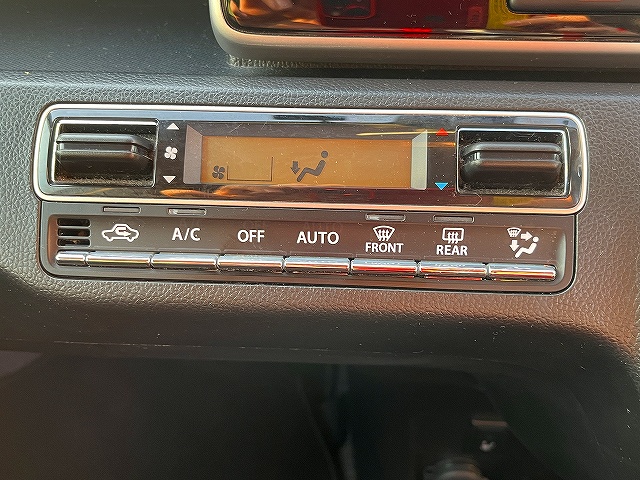 A/C OFF AUTO FRONT REAR